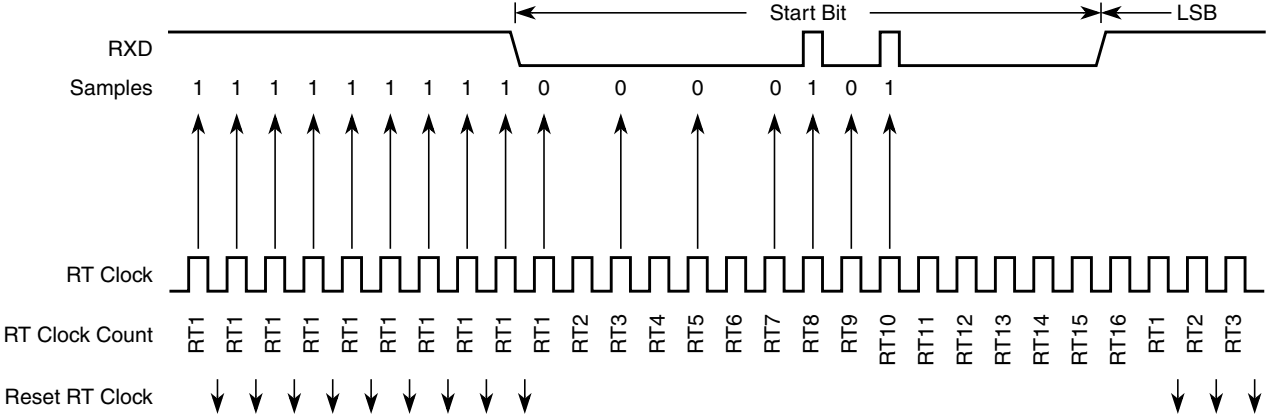 Start Bit LSB
RXD
Samples 1 1 1 1 1 1 1 1 1 0 0 0 0 1 0 1
RT Clock
RT Clock Count RT1 RT1 RT1 RT1 RT1 RT1 RT1 RT1 RT1 RT1 RT2 RT3 RT4 RT5 RT6 RT7 RT8 RT9 RT10 RT11 RT12 RT13 RT14 RT15 RT16 RT1 RT2 RT3
Reset RT Clock